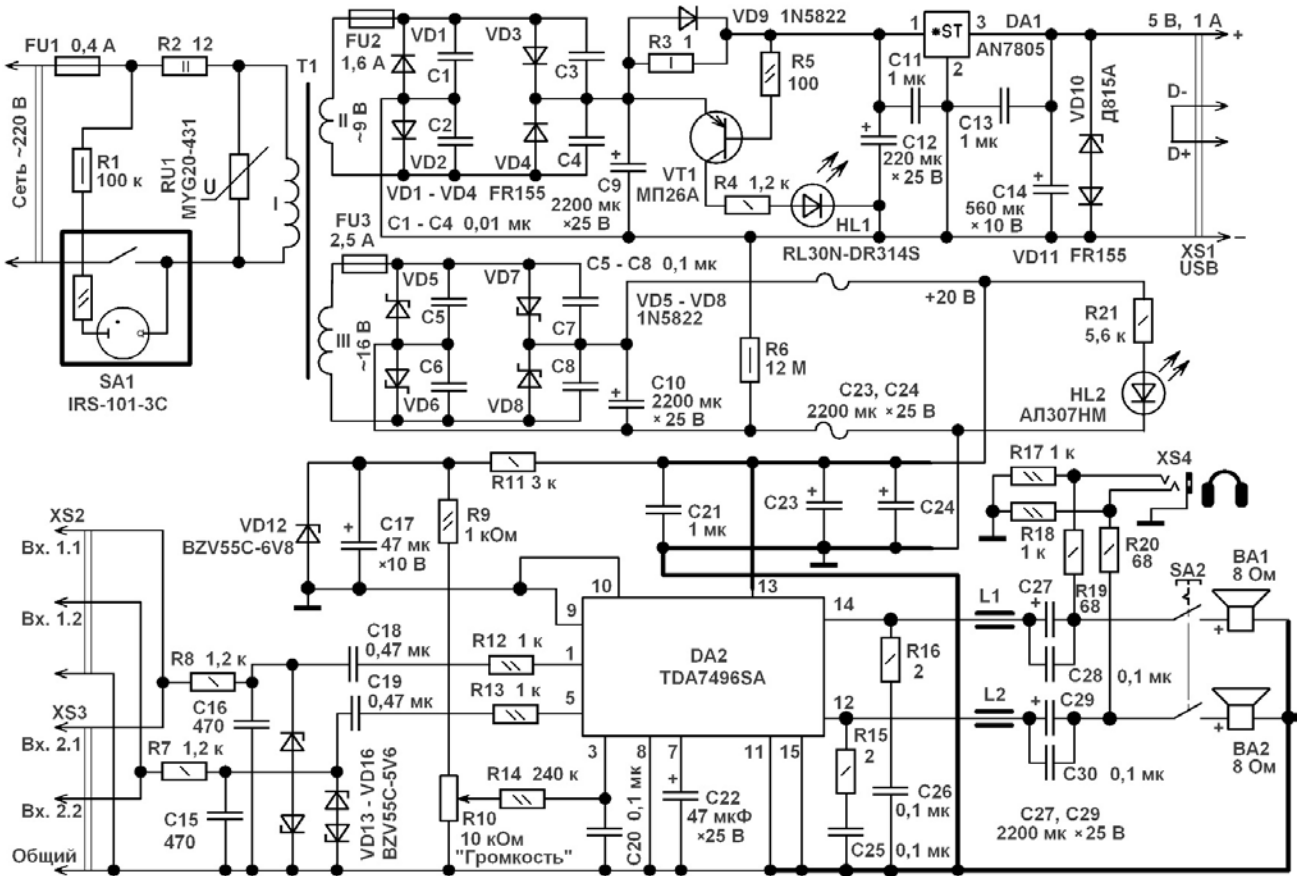 FU1 0,4 А
R2 12
T1
R1
100 к
RU1
MYG20-431
U
I
Сеть ~220 В
SA1
IRS-101-3C
FU2
1,6 А
II
~9 В
VD1
C1
C2
VD2
VD3
C3
VD4
C4
VD1 - VD4 FR155
C1 - C4 0,01 мк
VD9 1N5822
R3 1
R5
100
VT1
МП26А
R4 1,2 к
HL1
RL30N-DR314S
C9
2200 мк
×25 В
1
*ST
3
2
DA1
AN7805
C11
1 мк
C12
220 мк
×25 В
C13
1 мк
C14
560 мк
×10 В
VD10
Д815А
VD11 FR155
5 В, 1 А
+
D-
D+
−
XS1
USB
FU3
2,5 А
III
~16 В
VD5
C5
C6
VD6
VD7
C7
VD8
C8
C5 - C8 0,1 мк
VD5 - VD8
1N5822
C10
2200 мк
×25 В
R6
12 М
+20 В
R21
5,6 к
HL2
АЛ307НМ
C23, C24
2200 мк ×25 В
VD12
BZV55C-6V8
C17
47 мк
×10 В
R11 3 к
R9
1 кОм
C21
1 мк
C23
C24
R17 1 к
R18
1 к
R19
68
R20
68
XS4
XS2
Вх. 1.1
Вх. 1.2
XS3
Вх. 2.1
Вх. 2.2
Общий
R8 1,2 к
R7 1,2 к
C16
470
C15
470
C18
0,47 мк
C19
0,47 мк
VD13 - VD16
BZV55C-5V6
R12 1 к
R13 1 к
R14 240 к
R10
10 кОм
"Громкость"
C20 0,1 мк
C22
47 мкФ
×25 В
10
9
1
5
3
8
7
11
15
13
14
12
DA2
TDA7496SA
R16
2
R15
2
C26
0,1 мк
C25 0,1 мк
L1
L2
C27
C28 0,1 мк
C29
C30 0,1 мк
C27, C29
2200 мк ×25 В
SA2
BA1
8 Ом
BA2
8 Ом